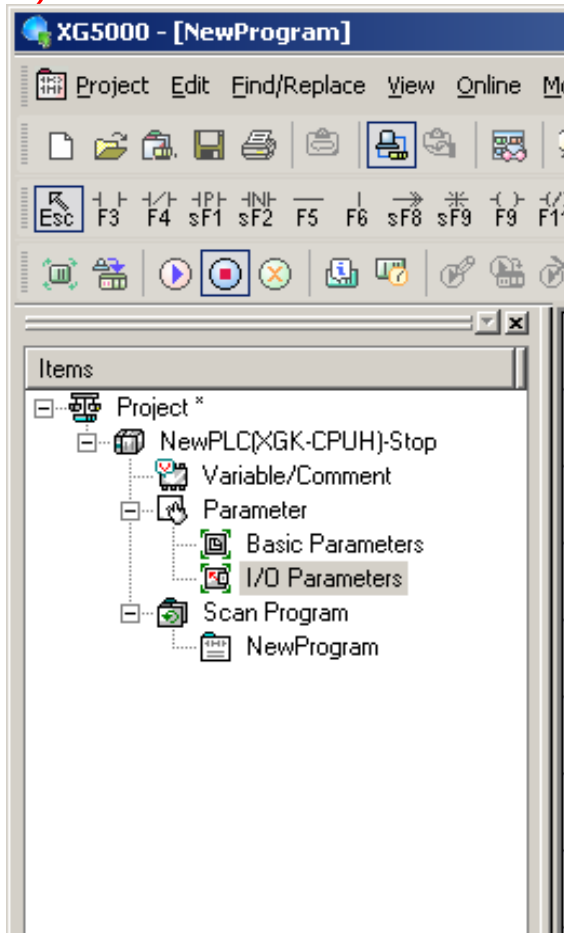 )
XG5000 - [NewProgram]
Project Edit Find/Replace View Online
Esc F3 F4 sF1 sF2 F5 F6 sF8 sF9 F9
Items
Project *
NewPLC(XGK-CPUH)-Stop
Variable/Comment
Parameter
Basic Parameters
I/O Parameters
Scan Program
NewProgram